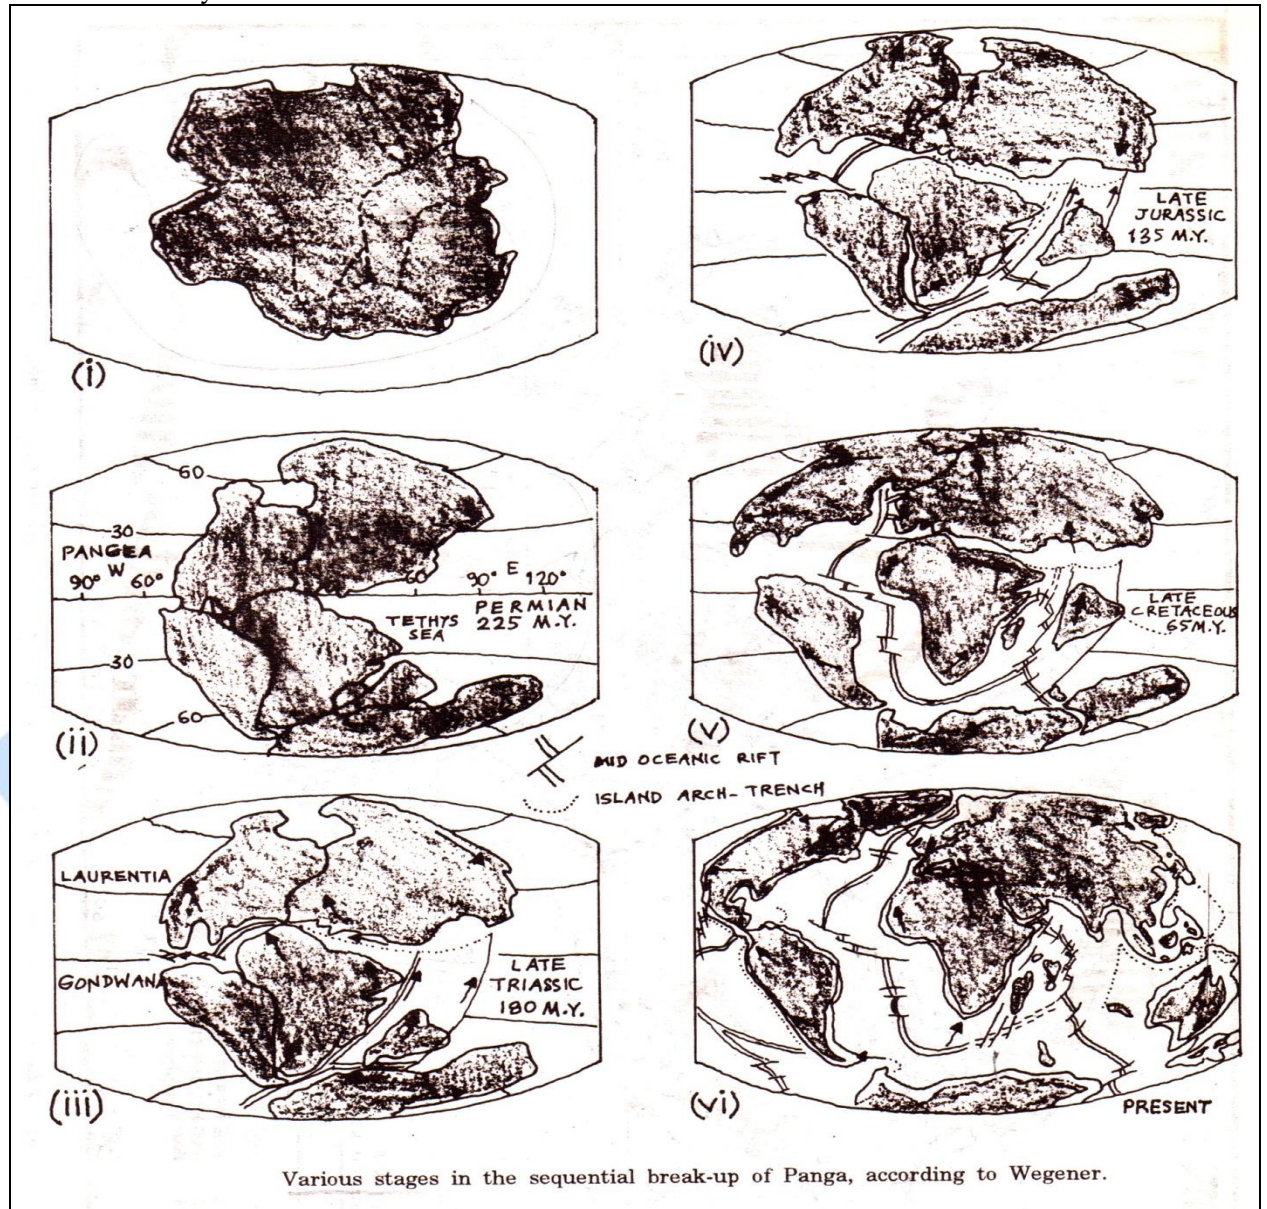 (i)
60
30
PANGEA
W
90° 60°
60 90° E 120°
TETHYS
SEA
PERMIAN
225 M.Y.
30
60
(ii)
MID OCEANIC RIFT
ISLAND ARCH-TRENCH
LAURENTIA
GONDWANA
LATE
TRIASSIC
180 M.Y.
(iii)
LATE
JURASSIC
135 M.Y.
(iv)
LATE
CRETACEOUS
65 M.Y.
(v)
(vi)
PRESENT
Various stages in the sequential break-up of Panga, according to Wegener.